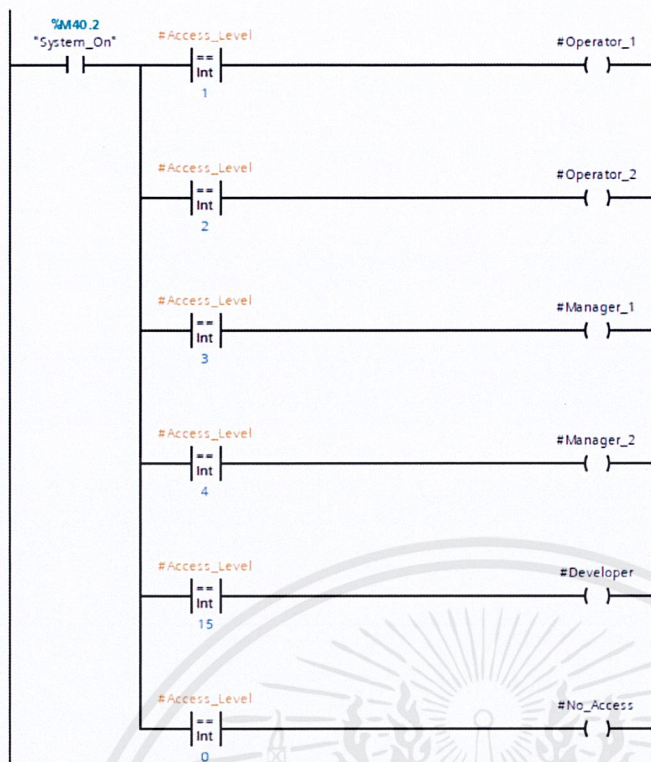 %M40.2
"System_On"
#Access_Level
#Operator_1
==
Int
1
#Access_Level
#Operator_2
==
Int
2
#Access_Level
#Manager_1
==
Int
3
#Access_Level
#Manager_2
==
Int
4
#Access_Level
#Developer
==
Int
15
#Access_Level
#No_Access
==
Int
0